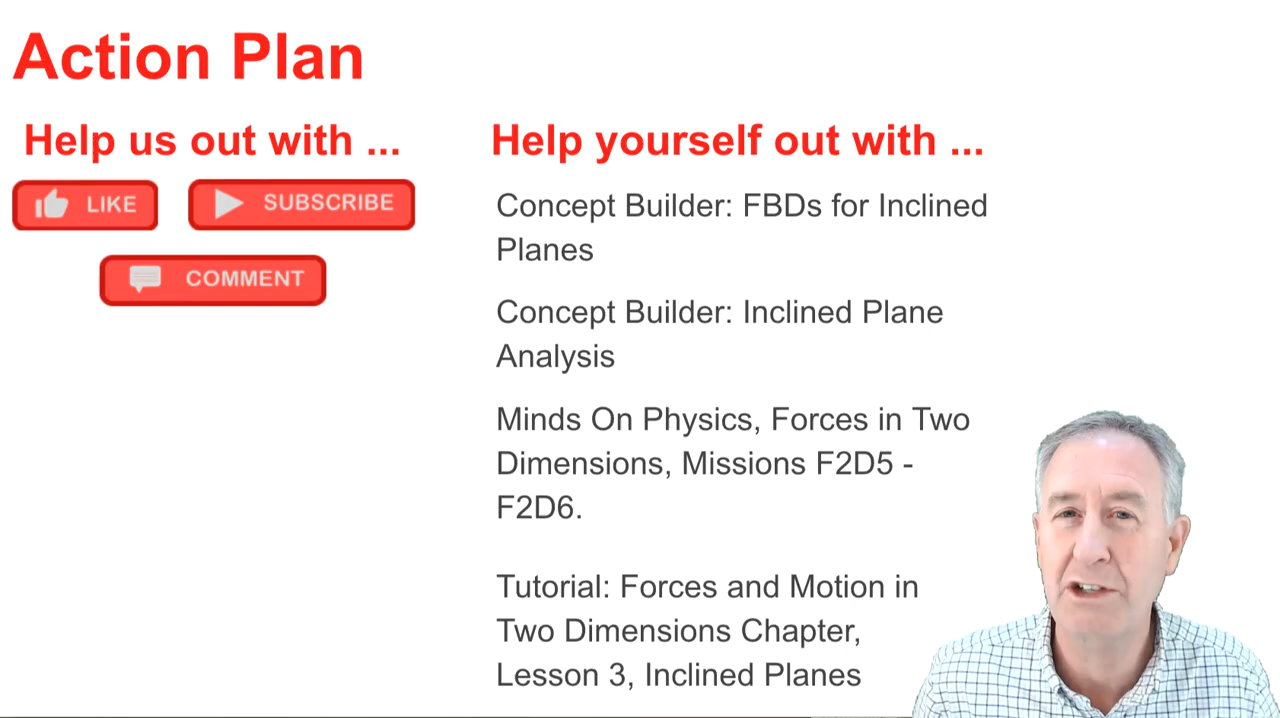 Action Plan
Help us out with ...
LIKE
SUBSCRIBE
COMMENT
Help yourself out with ...
Concept Builder: FBDs for Inclined
Planes
Concept Builder: Inclined Plane
Analysis
Minds On Physics, Forces in Two
Dimensions, Missions F2D5 -
F2D6.
Tutorial: Forces and Motion in
Two Dimensions Chapter,
Lesson 3, Inclined Planes